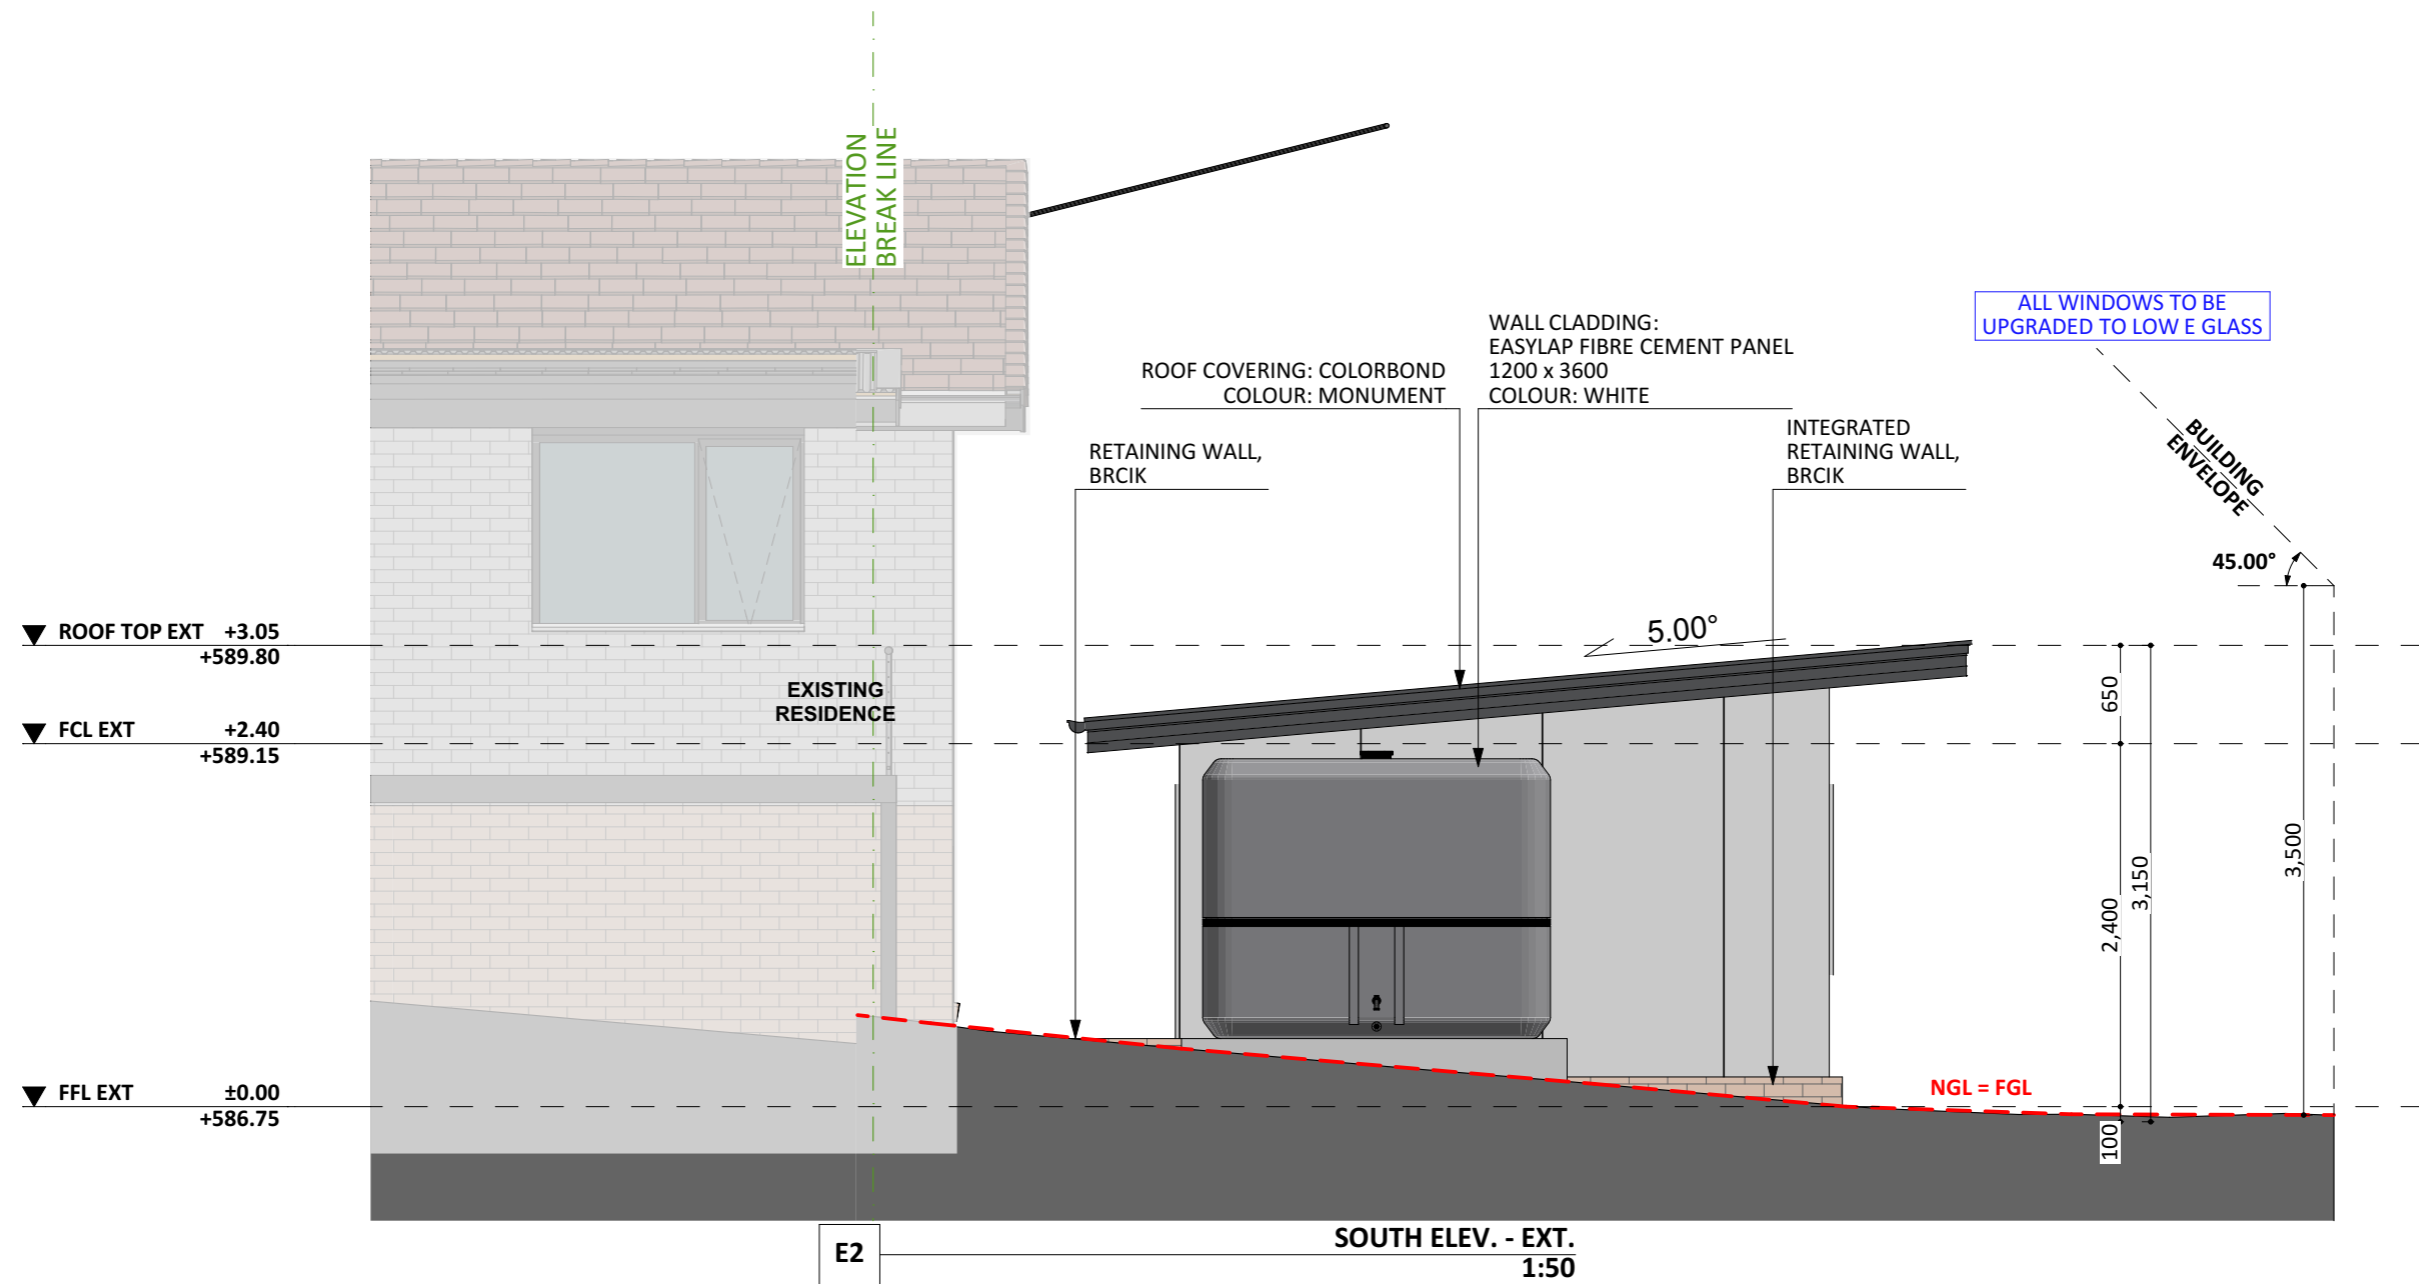 ELEVATION
BREAK LINE
ALL WINDOWS TO BE
UPGRADED TO LOW E GLASS
WALL CLADDING:
EASYLAP FIBRE CEMENT PANEL
1200 x 3600
COLOUR: WHITE
ROOF COVERING: COLORBOND
COLOUR: MONUMENT
RETAINING WALL,
BRCIK
INTEGRATED
RETAINING WALL,
BRCIK
BUILDING
ENVELOPE
45.00°
5.00°
ROOF TOP EXT +3.05
+589.80
EXISTING
RESIDENCE
FCL EXT +2.40
+589.15
650
2,400
3,150
3,500
100
FFL EXT ±0.00
+586.75
NGL = FGL
E2
SOUTH ELEV. - EXT.
1:50